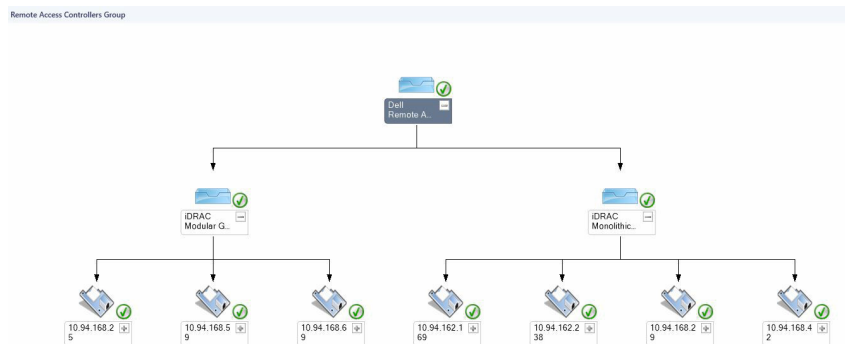 Remote Access Controllers Group
Dell
Remote A..
iDRAC
Modular G..
iDRAC
Monolithic..
10.94.168.2
5
10.94.168.5
9
10.94.168.6
9
10.94.162.1
69
10.94.162.2
38
10.94.168.2
9
10.94.168.4
2